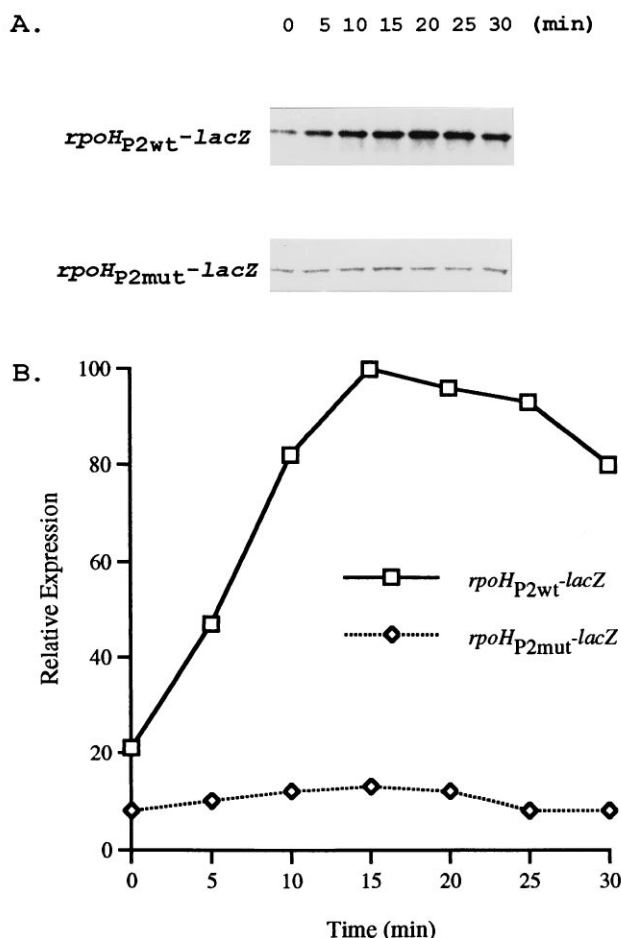 A. 0 5 10 15 20 25 30 (min)
rpoHP2wt-lacZ
rpoHP2mut-lacZ
B.
100
80
60
40
20
0
Relative Expression
rpoHP2wt-lacZ
rpoHP2mut-lacZ
0 5 10 15 20 25 30
Time (min)